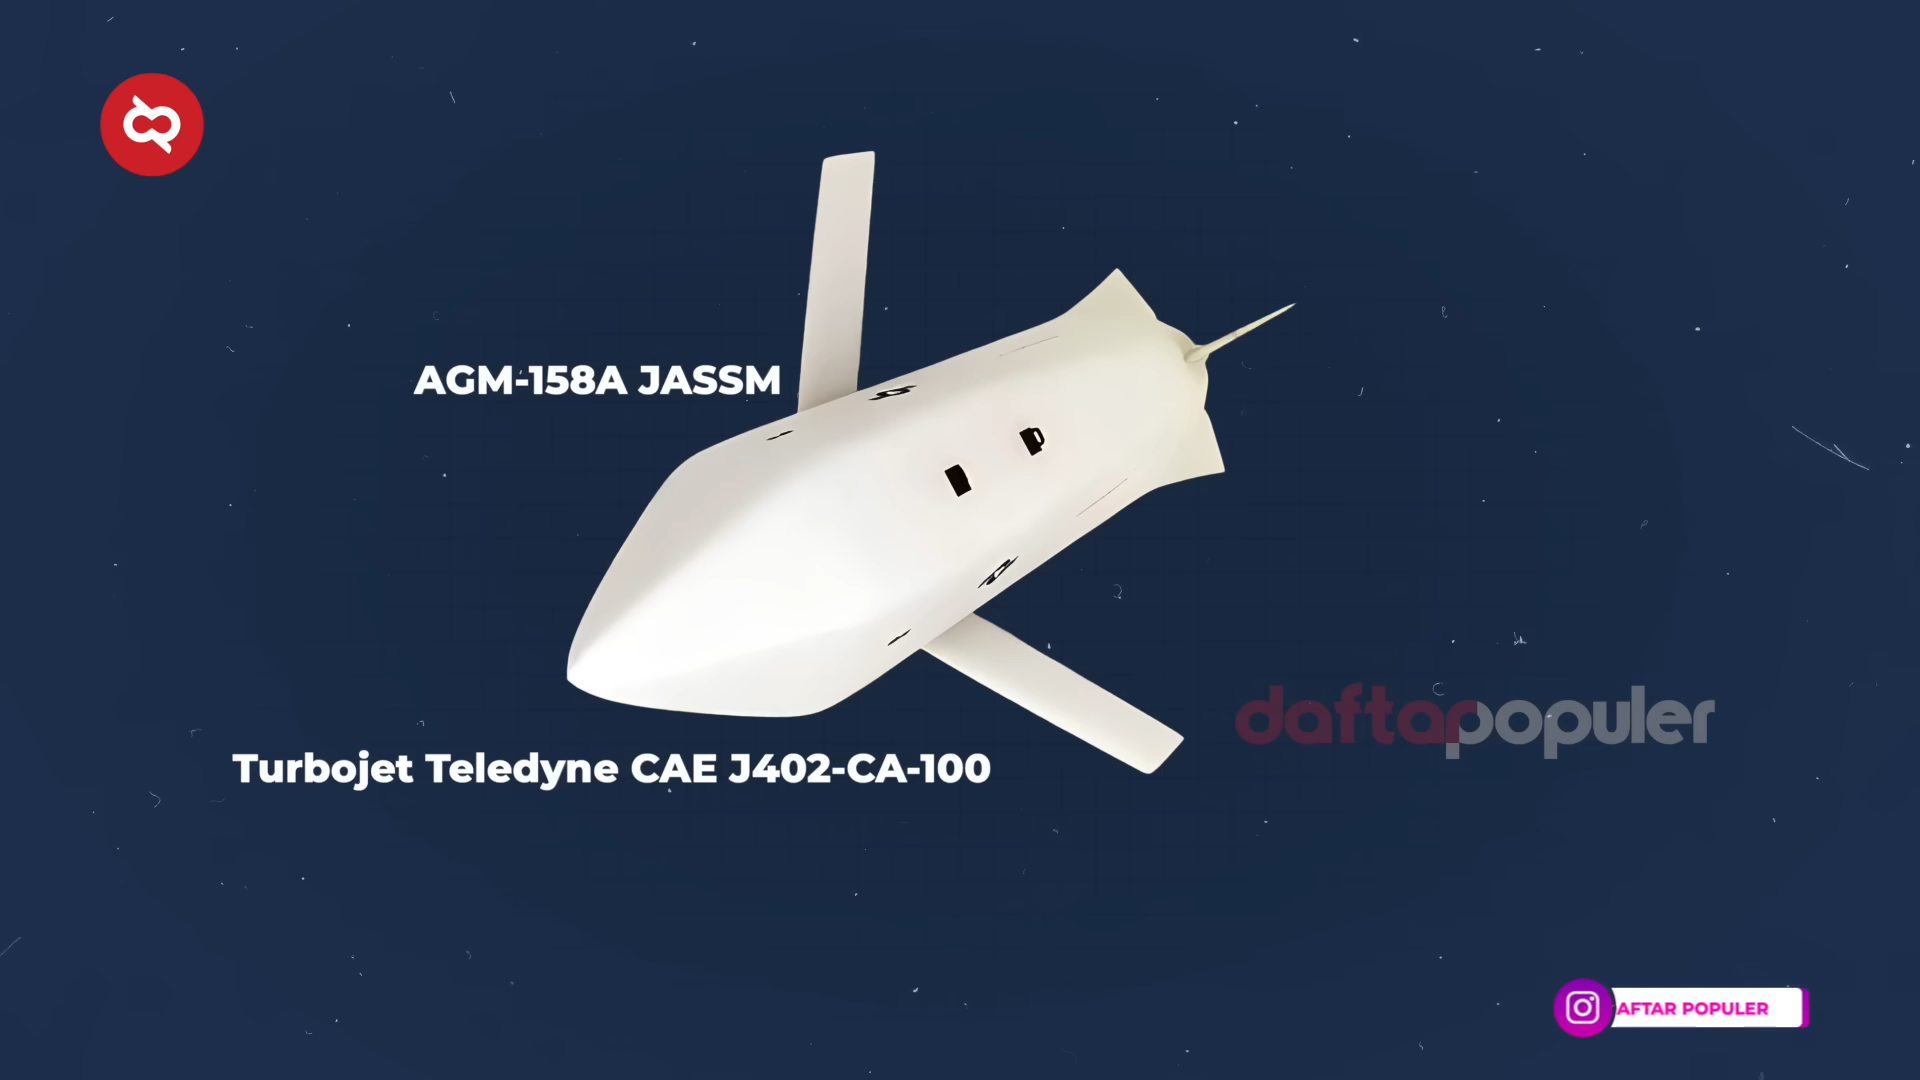 AGM-158A JASSM
daftarpopuler
Turbojet Teledyne CAE J402-CA-100
AFTAR POPULER